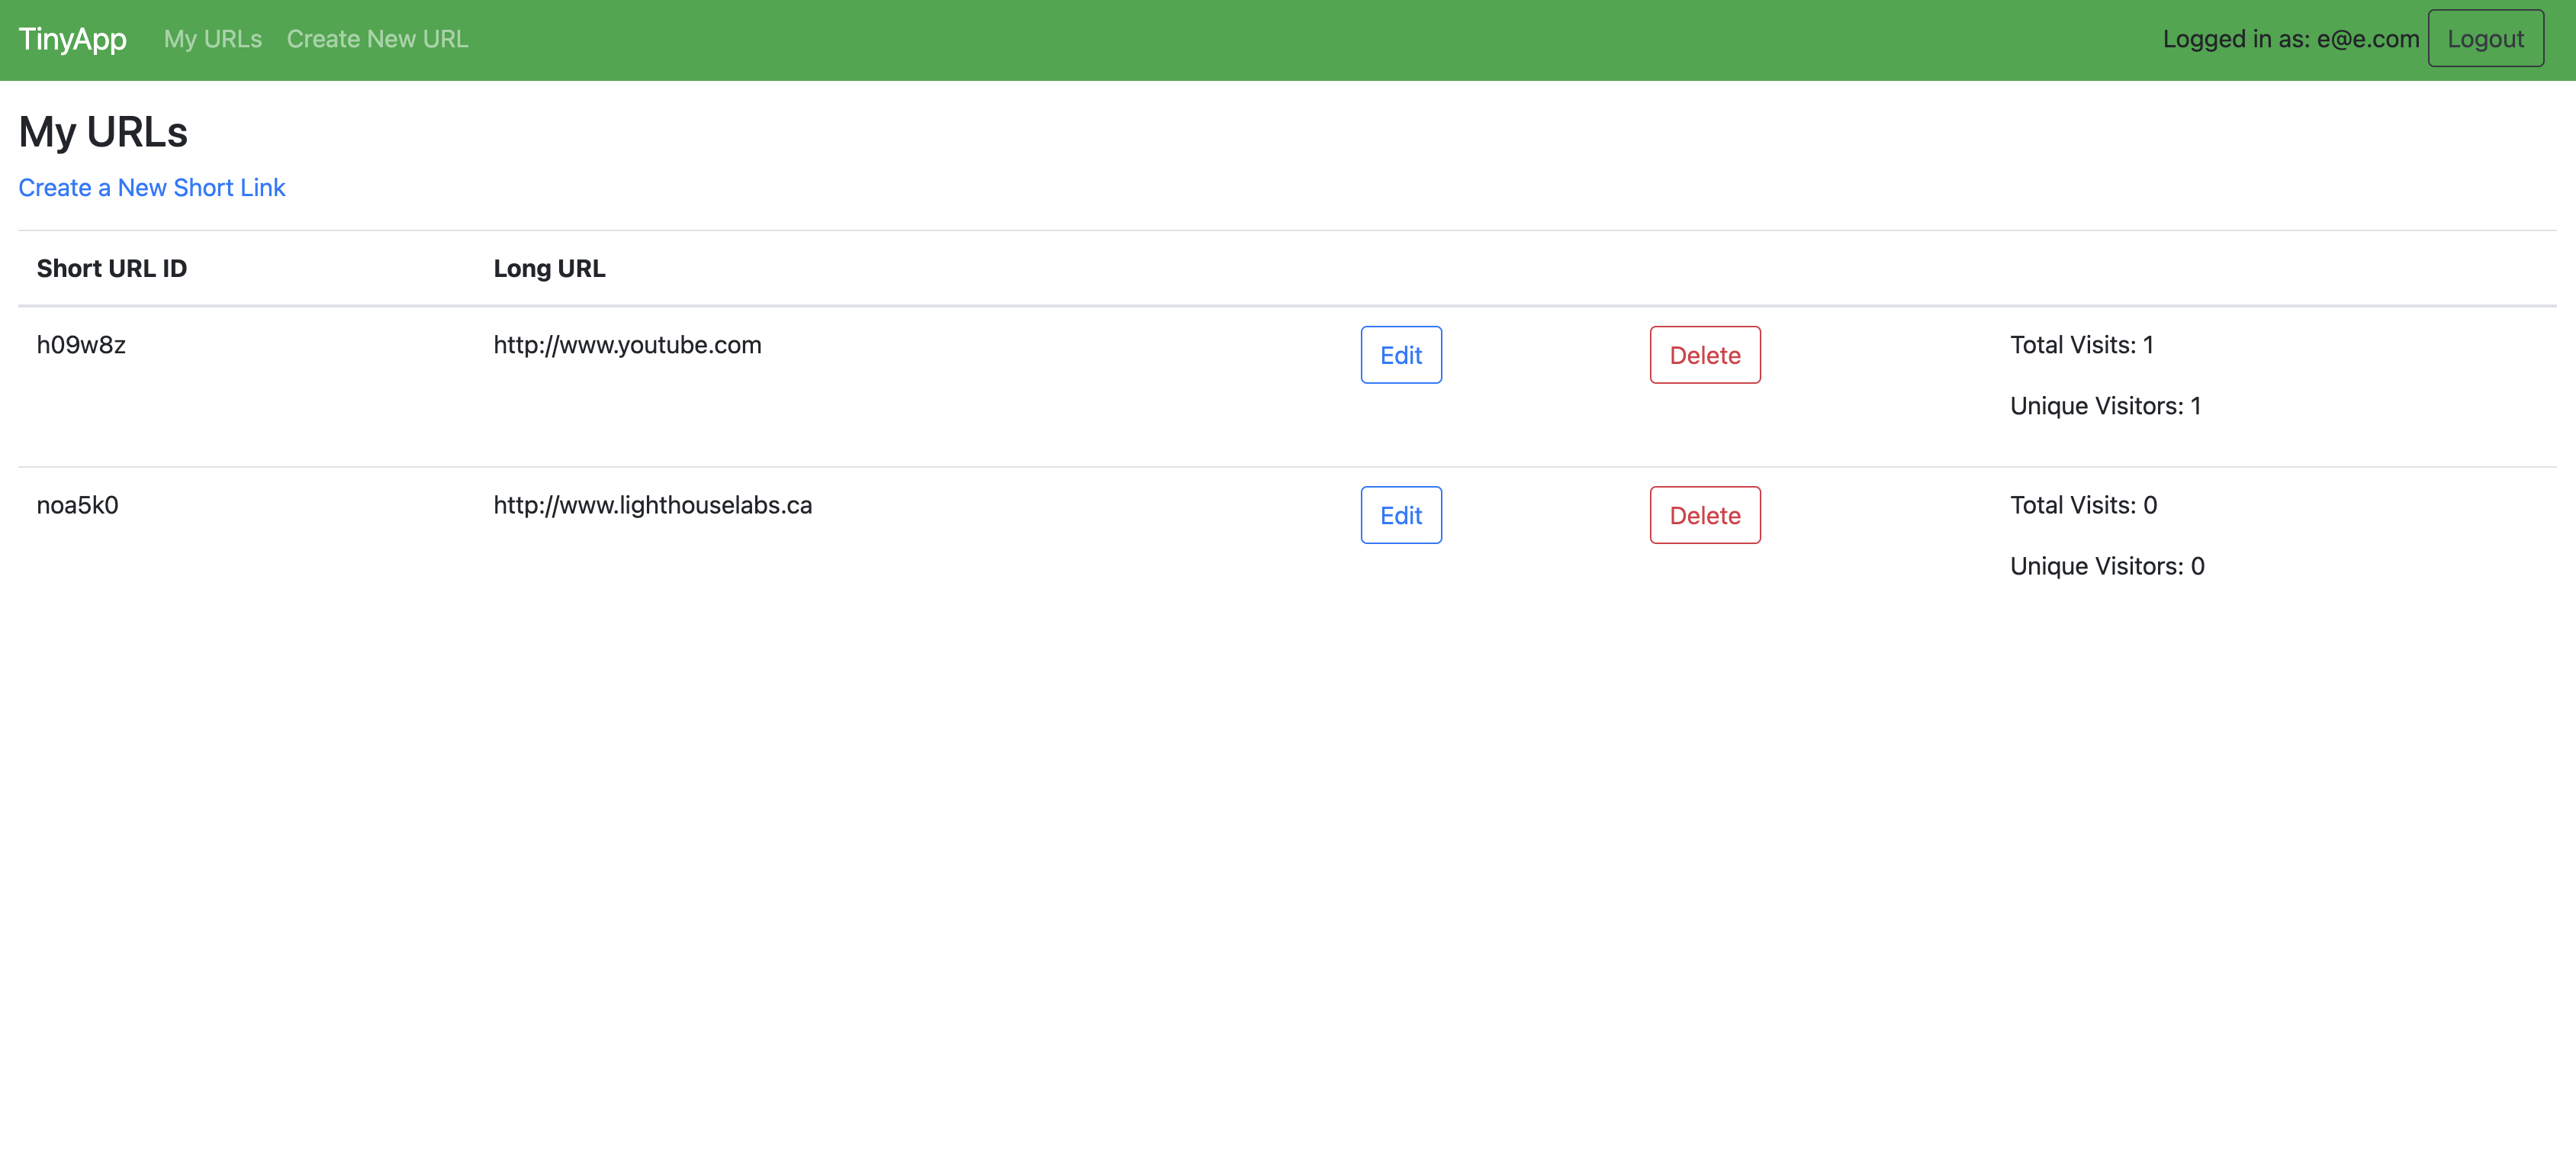 TinyApp My URLs Create New URL Logged in as: e@e.com Logout
My URLs
Create a New Short Link
Short URL ID Long URL
h09w8z http://www.youtube.com Edit Delete Total Visits: 1
Unique Visitors: 1
noa5k0 http://www.lighthouselabs.ca Edit Delete Total Visits: 0
Unique Visitors: 0